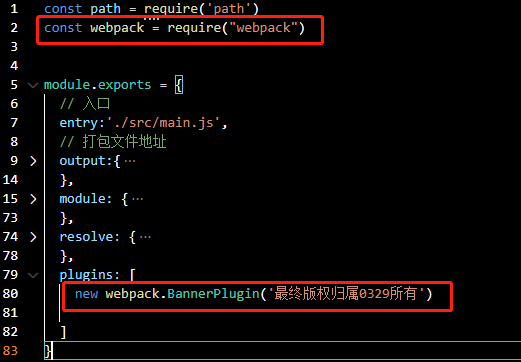 1 const path = require('path')
2 const webpack = require("webpack")
3
4
5 module.exports = {
6 // 入口
7 entry:'./src/main.js',
8 // 打包文件地址
9 output:{…
14 },
15 module: {…
73 },
74 resolve: {…
78 },
79 plugins: [
80 new webpack.BannerPlugin('最终版权归属0329所有')
81
82 ]
83 }